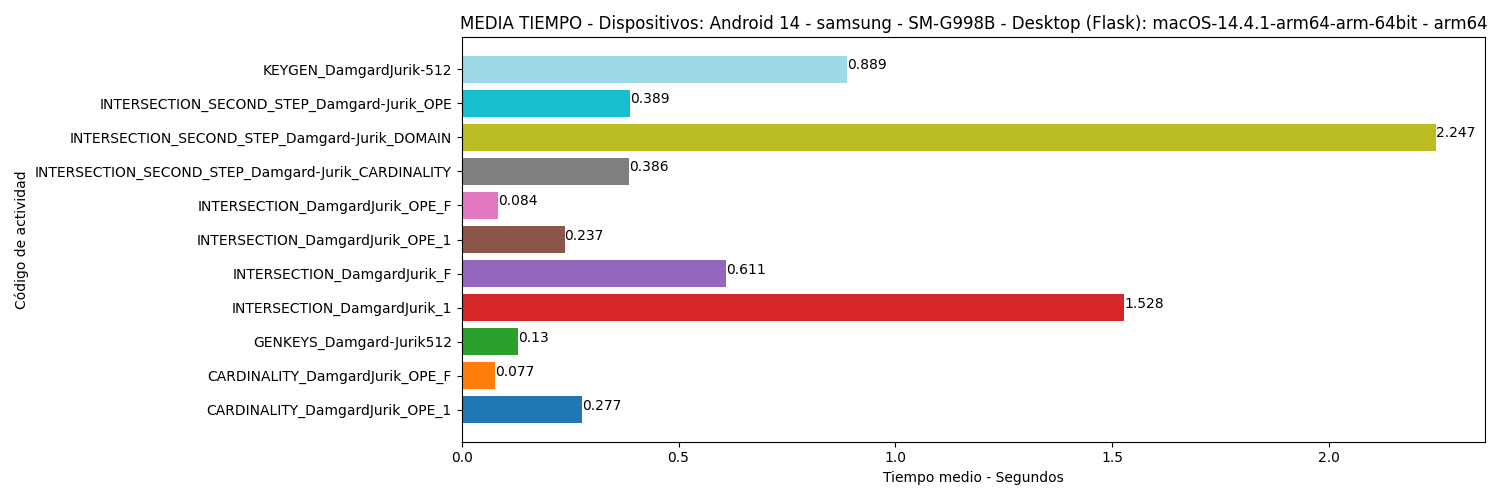 MEDIA TIEMPO - Dispositivos: Android 14 - samsung - SM-G998B - Desktop (Flask): macOS-14.4.1-arm64-arm-64bit - arm64
Código de actividad
KEYGEN_DamgardJurik-512 0.889
INTERSECTION_SECOND_STEP_Damgard-Jurik_OPE 0.389
INTERSECTION_SECOND_STEP_Damgard-Jurik_DOMAIN 2.247
INTERSECTION_SECOND_STEP_Damgard-Jurik_CARDINALITY 0.386
INTERSECTION_DamgardJurik_OPE_F 0.084
INTERSECTION_DamgardJurik_OPE_1 0.237
INTERSECTION_DamgardJurik_F 0.611
INTERSECTION_DamgardJurik_1 1.528
GENKEYS_Damgard-Jurik512 0.13
CARDINALITY_DamgardJurik_OPE_F 0.077
CARDINALITY_DamgardJurik_OPE_1 0.277
0.0 0.5 1.0 1.5 2.0
Tiempo medio - Segundos